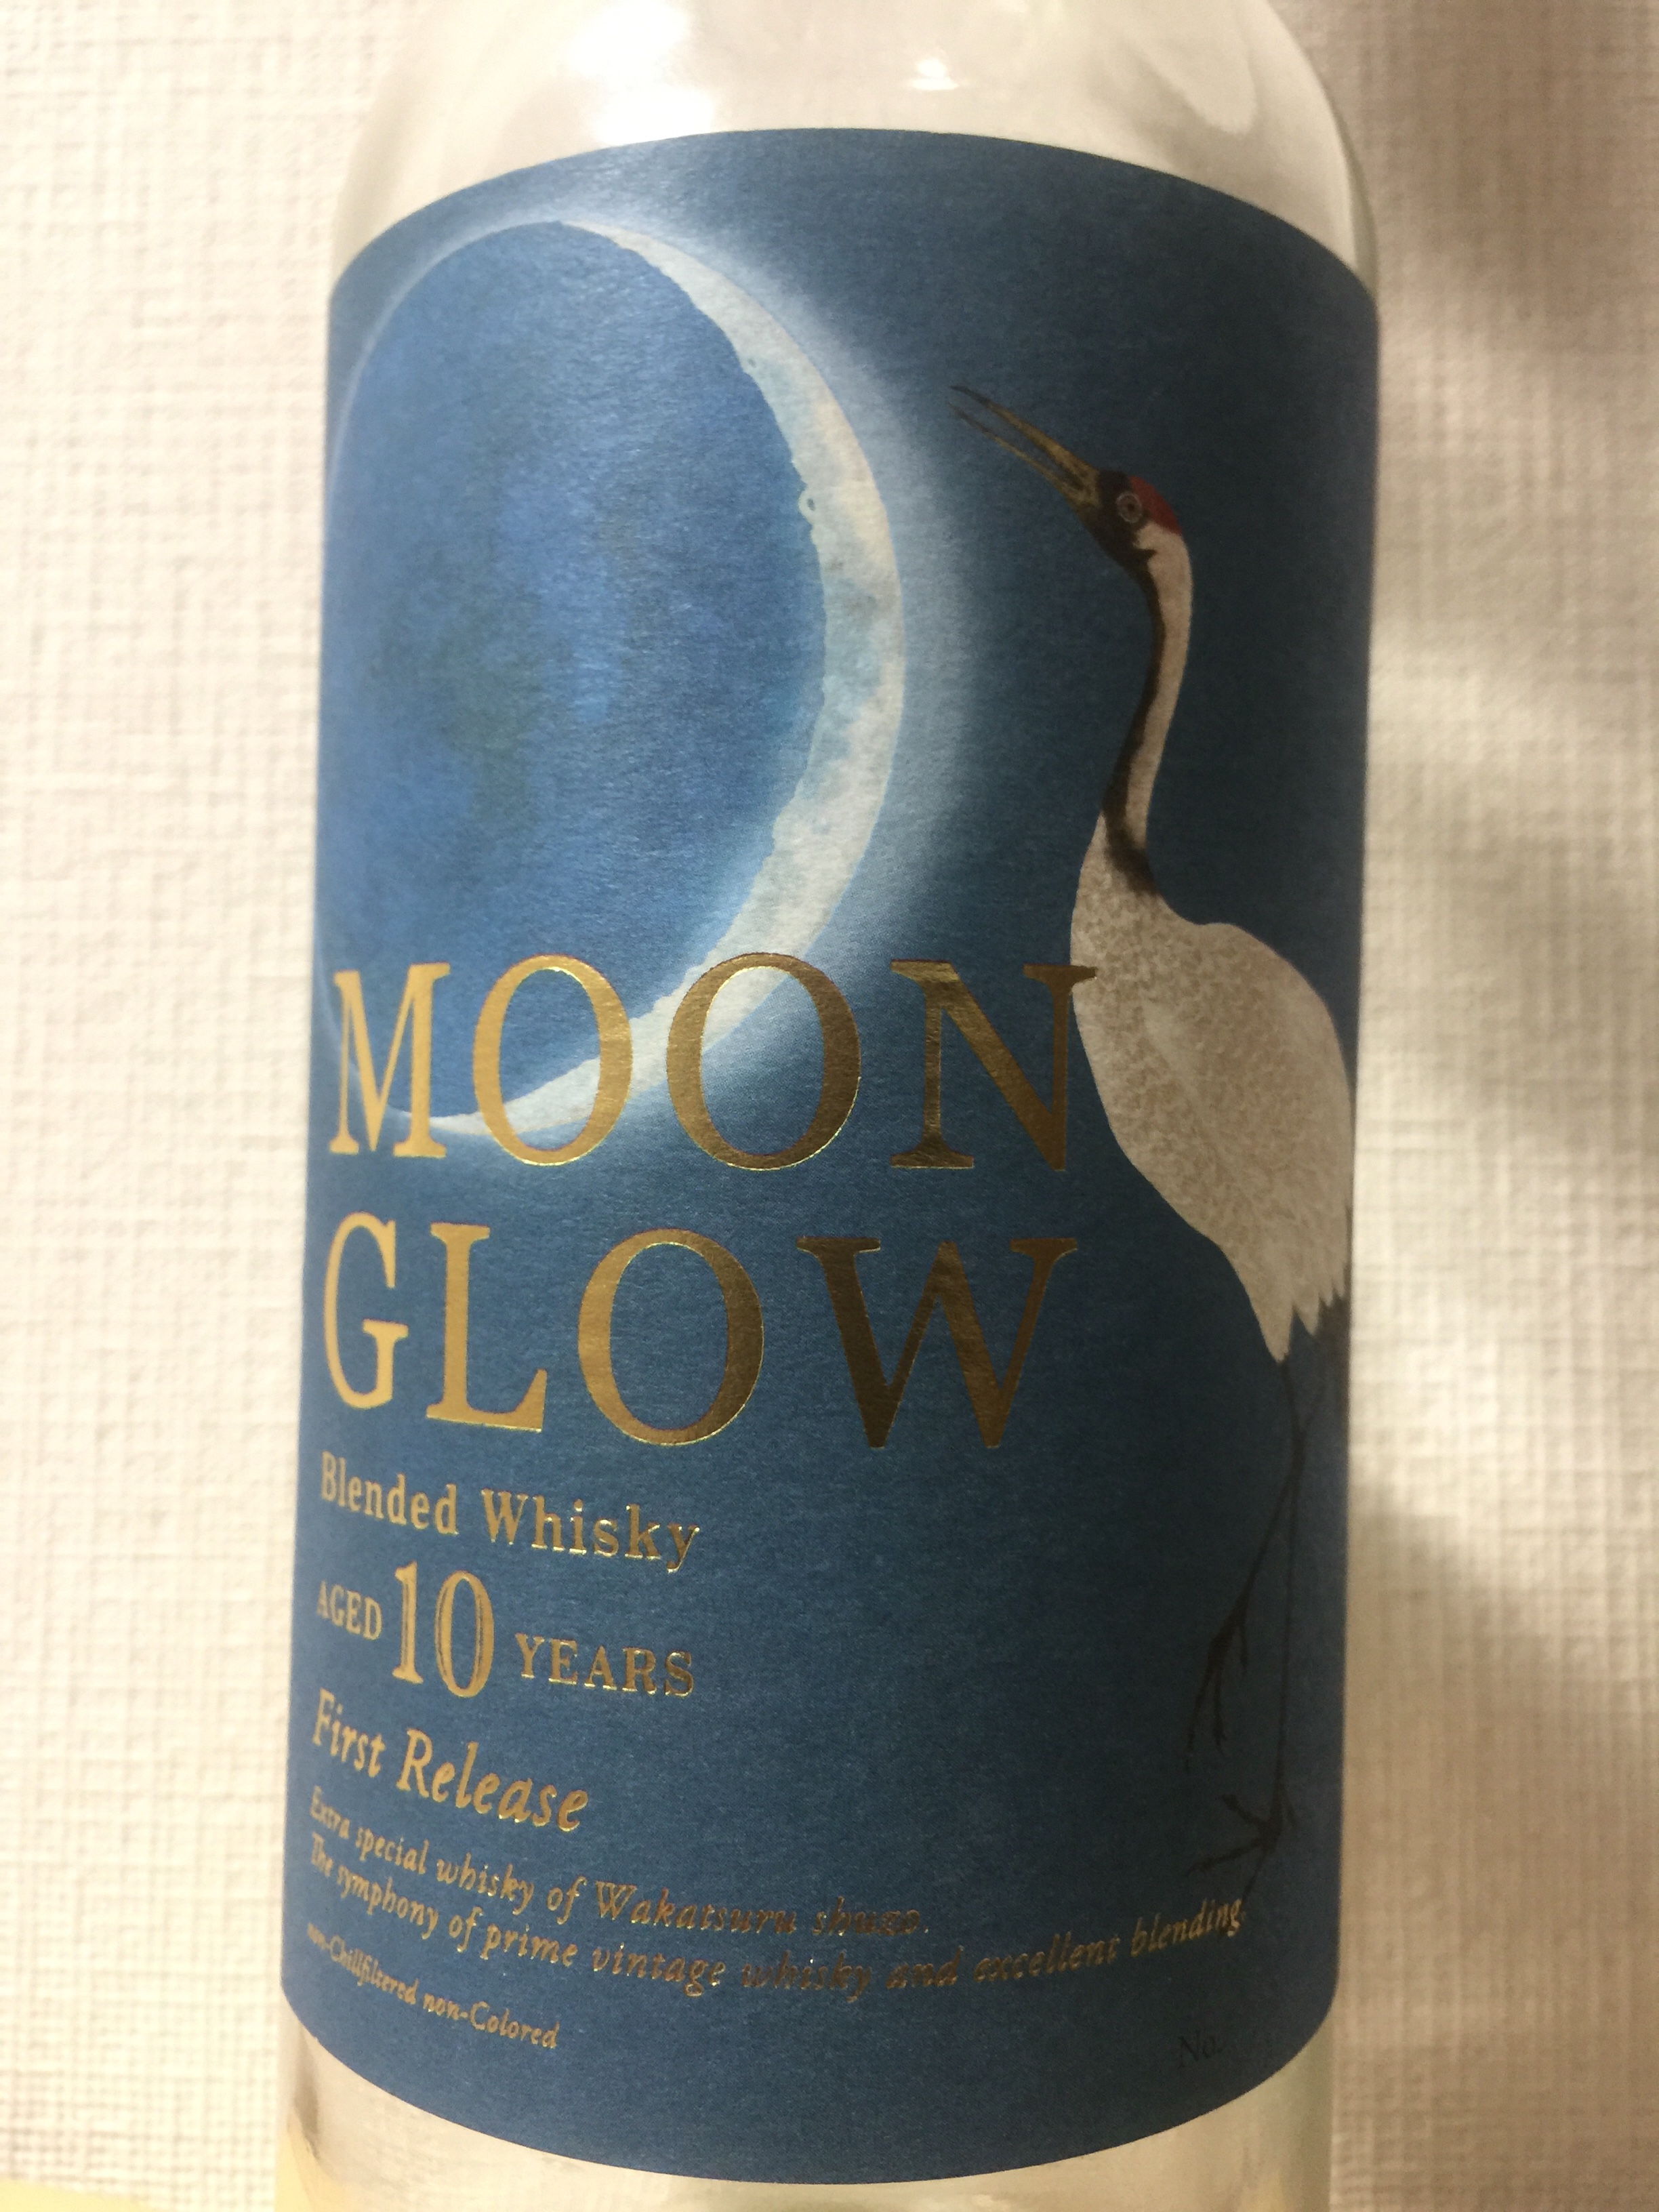 MOON
GLOW
Blended Whisky
AGED 10 YEARS
First Release
Extra special whisky of Wakatsuru shuzo.
The symphony of prime vintage whisky and excellent blending.
non-Chillfiltered non-Colored
No.